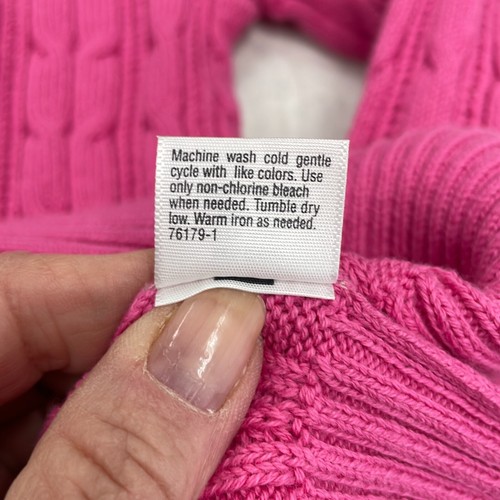 Machine wash cold gentle
cycle with like colors. Use
only non-chlorine bleach
when needed. Tumble dry
low. Warm iron as needed.
76179-1